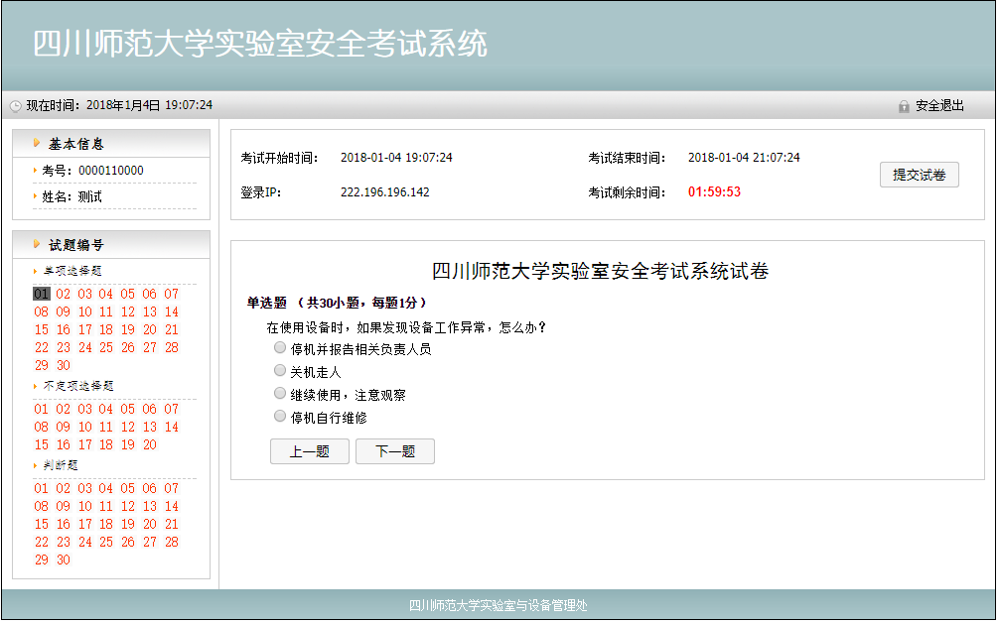 四川师范大学实验室安全考试系统
现在时间：2018年1月4日 19:07:24
安全退出
基本信息
考号：0000110000
姓名：测试
试题编号
单项选择题
01 02 03 04 05 06 07
08 09 10 11 12 13 14
15 16 17 18 19 20 21
22 23 24 25 26 27 28
29 30
不定项选择题
01 02 03 04 05 06 07
08 09 10 11 12 13 14
15 16 17 18 19 20
判断题
01 02 03 04 05 06 07
08 09 10 11 12 13 14
15 16 17 18 19 20 21
22 23 24 25 26 27 28
29 30
考试开始时间： 2018-01-04 19:07:24 考试结束时间： 2018-01-04 21:07:24
登录IP： 222.196.196.142 考试剩余时间： 01:59:53
提交试卷
四川师范大学实验室安全考试系统试卷
单选题 （共30小题，每题1分）
在使用设备时，如果发现设备工作异常，怎么办？
停机并报告相关负责人员
关机走人
继续使用，注意观察
停机自行维修
上一题 下一题
四川师范大学实验室与设备管理处